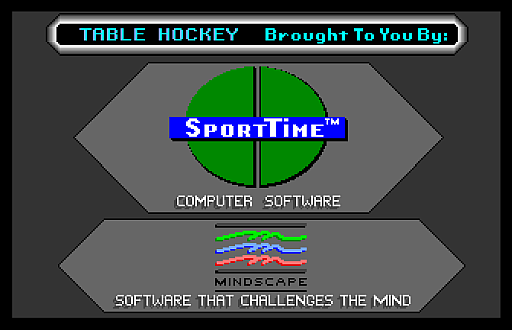 TABLE HOCKEY Brought To You By:
SPORTTIME™
COMPUTER SOFTWARE
MINDSCAPE
SOFTWARE THAT CHALLENGES THE MIND